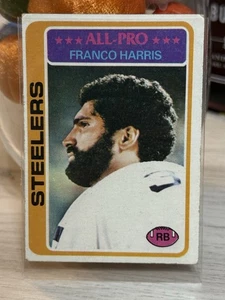 ★★★ALL-PRO★★★
FRANCO HARRIS
STEELERS
RB